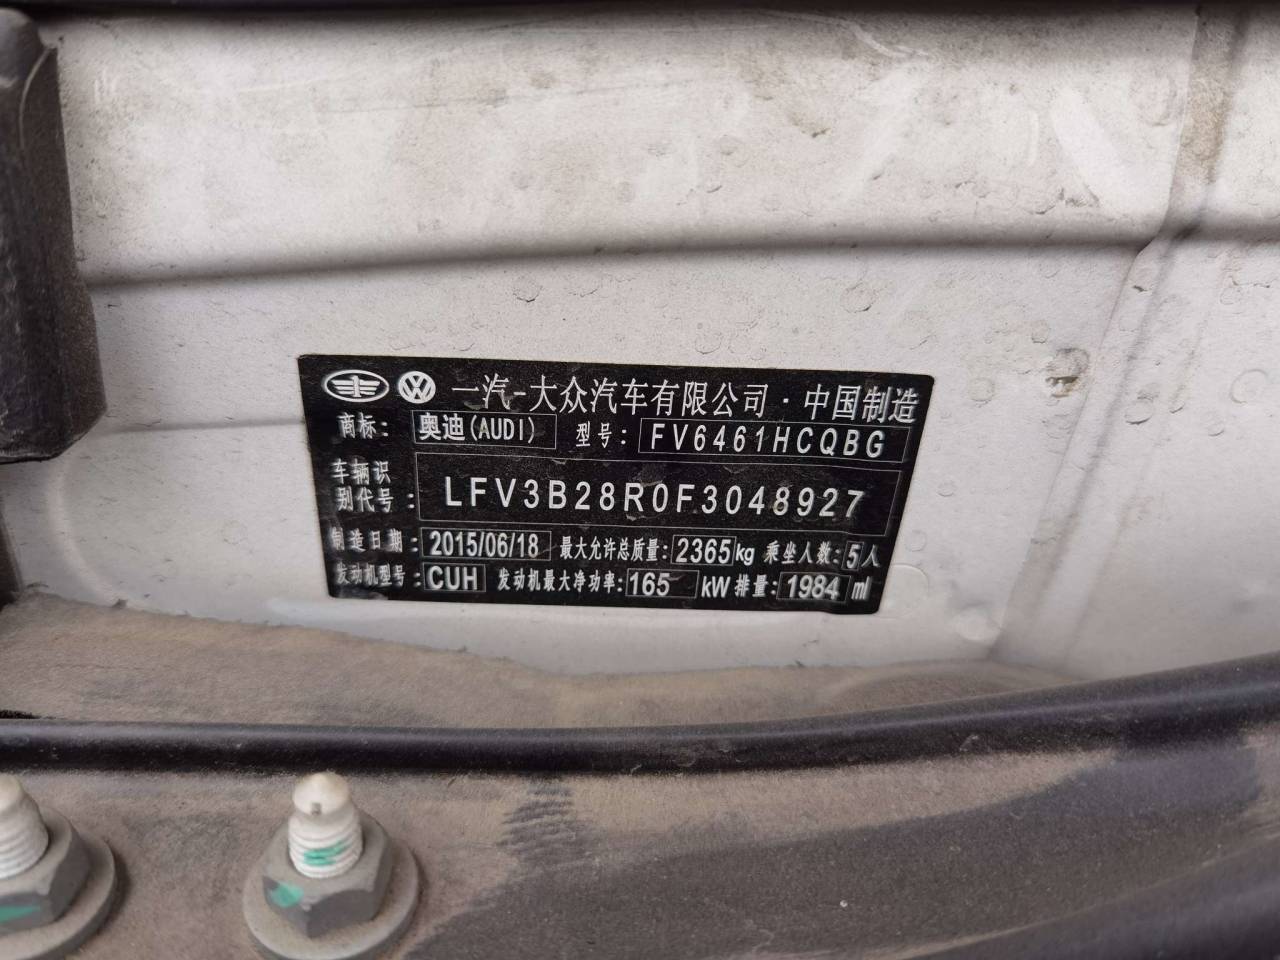 一汽-大众汽车有限公司·中国制造
商标: 奥迪(AUDI) 型号: FV6461HCQBG
车辆识别代号: LFV3B28R0F3048927
制造日期: 2015/06/18 最大允许总质量: 2365kg 乘坐人数: 5人
发动机型号: CUH 发动机最大净功率: 165 kW 排量: 1984 ml